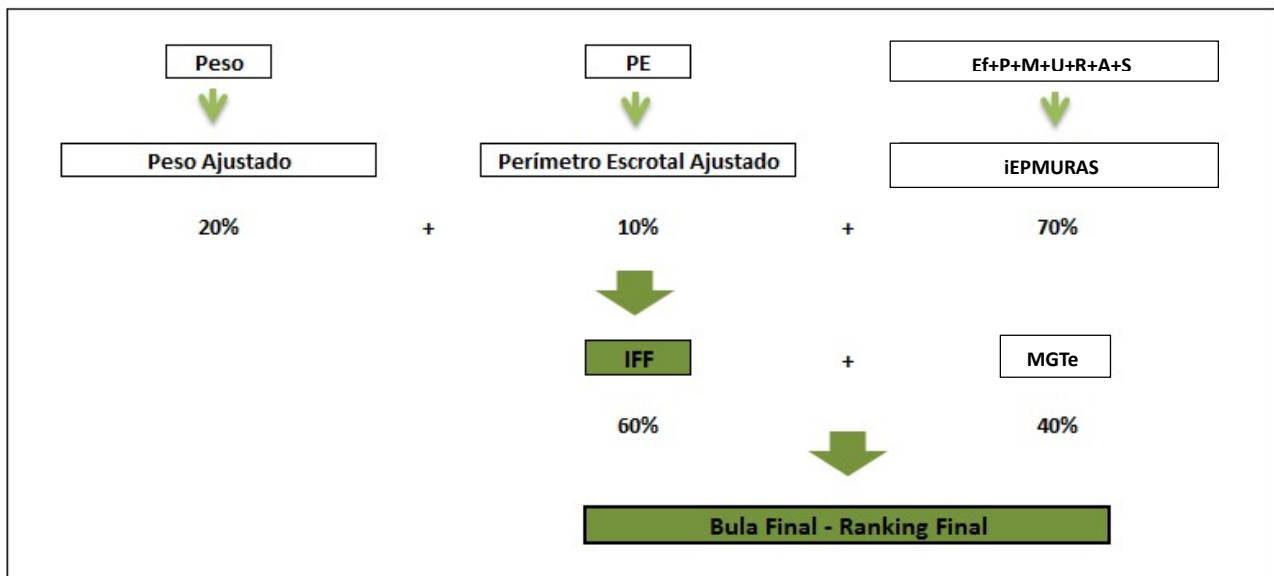 Peso PE Ef+P+M+U+R+A+S
Peso Ajustado Perímetro Escrotal Ajustado iEPMURAS
20% + 10% + 70%
IFF + MGTe
60% 40%
Bula Final - Ranking Final